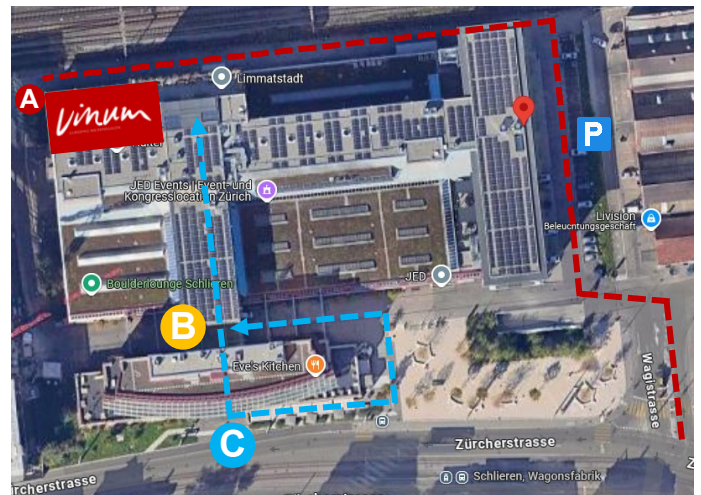 Limmatstadt
A
Vinum
P
JED Events | Event- und
Kongresslocation Zürich
Livision
Beleuchtungsgeschäft
JED
Boulderlounge Schlieren
B
Eve's Kitchen
Wagistrasse
C
Zürcherstrasse
Schlieren, Wagonsfabrik
ürcherstrasse